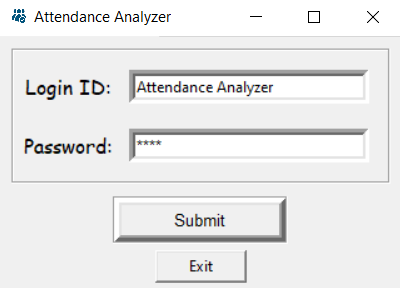 Attendance Analyzer
Login ID: Attendance Analyzer
Password: ****
Submit
Exit